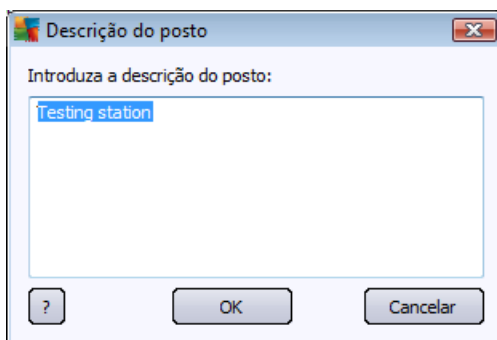 Descrição do posto
Introduza a descrição do posto:
Testing station
? OK Cancelar